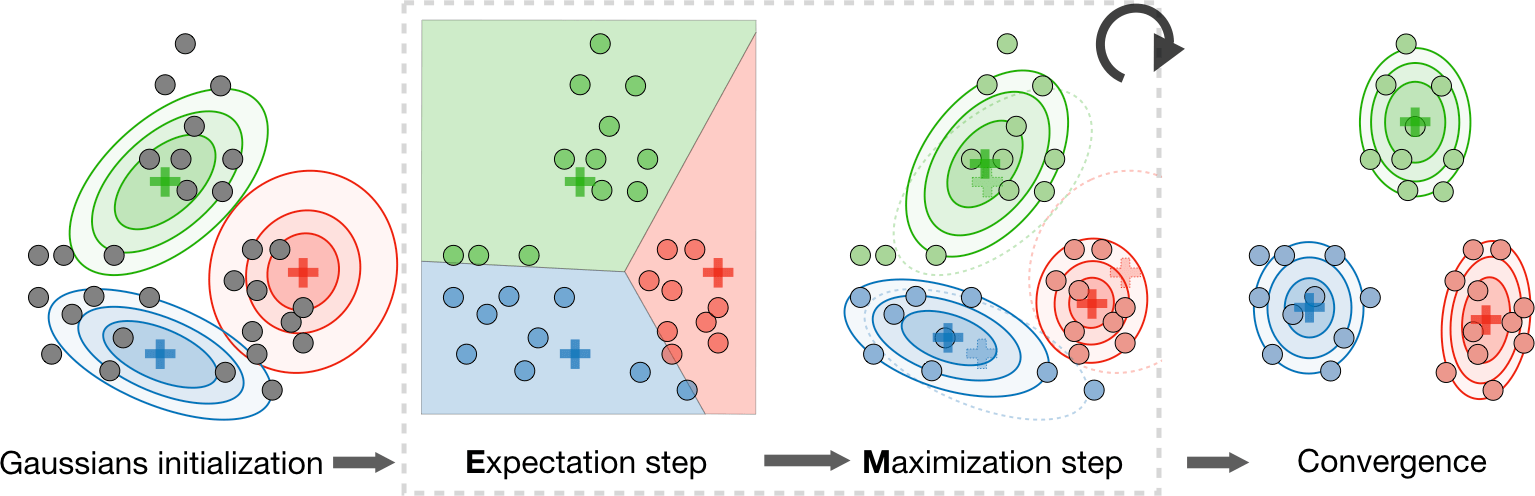 Gaussians initialization
Expectation step
Maximization step
Convergence